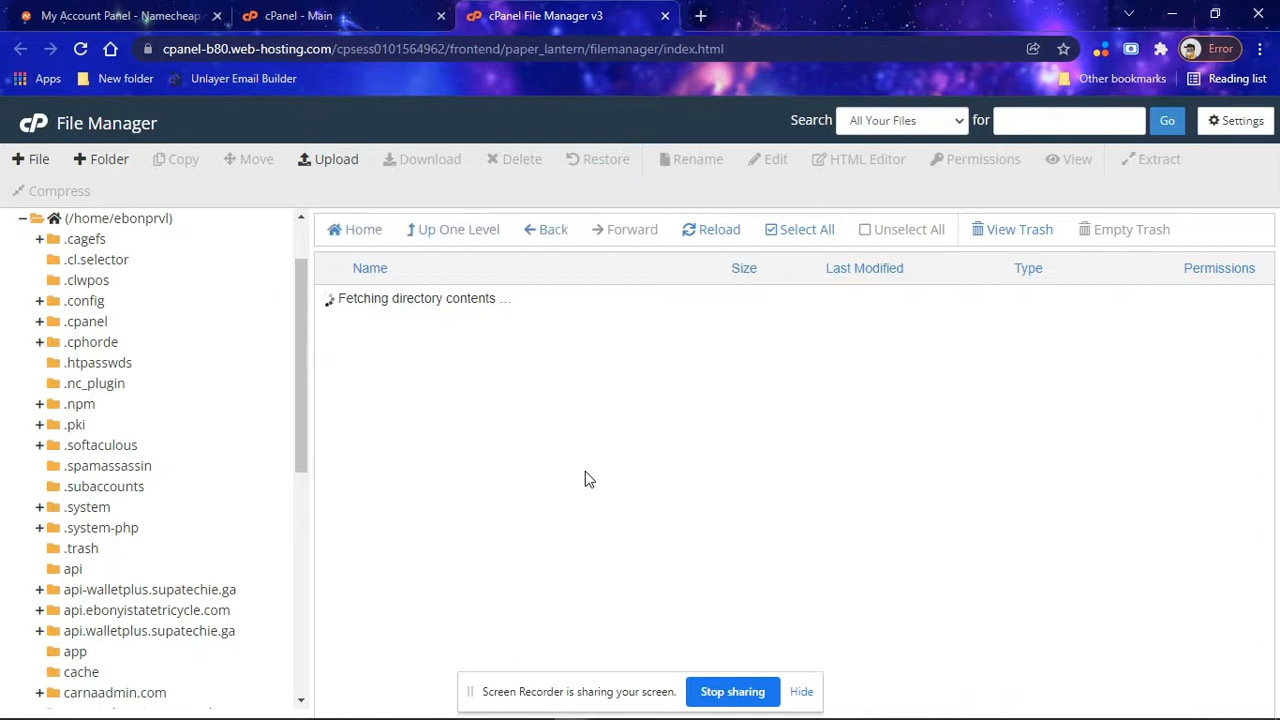 My Account Panel - Namecheap
cPanel - Main
cPanel File Manager v3
cpanel-b80.web-hosting.com/cpsess0101564962/frontend/paper_lantern/filemanager/index.html
Error
Apps
New folder
Unlayer Email Builder
Other bookmarks
Reading list
cP File Manager
Search
All Your Files
for
Go
Settings
File
Folder
Copy
Move
Upload
Download
Delete
Restore
Rename
Edit
HTML Editor
Permissions
View
Extract
Compress
(/home/ebonprvl)
Home
Up One Level
Back
Forward
Reload
Select All
Unselect All
View Trash
Empty Trash
Name
Size
Last Modified
Type
Permissions
Fetching directory contents ...
.cagefs
.cl.selector
.clwpos
.config
.cpanel
.cphorde
.htpasswds
.nc_plugin
.npm
.pki
.softaculous
.spamassassin
.subaccounts
.system
.system-php
.trash
api
api-walletplus.supatechie.ga
api.ebonyistatetricycle.com
api.walletplus.supatechie.ga
app
cache
carnaadmin.com
Screen Recorder is sharing your screen.
Stop sharing
Hide